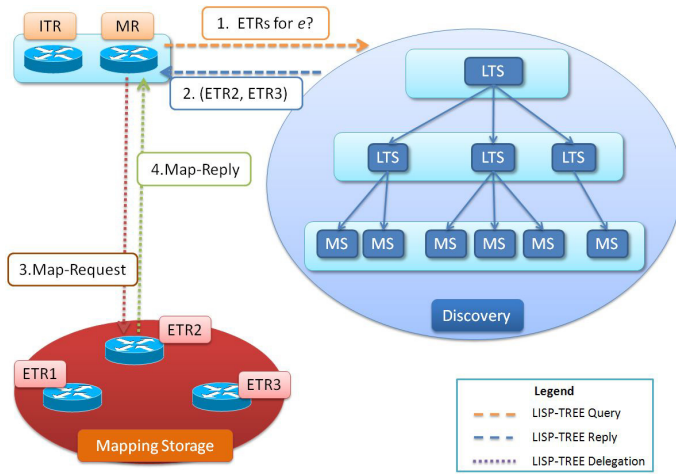 ITR
MR
1. ETRs for e?
2. (ETR2, ETR3)
4.Map-Reply
3.Map-Request
LTS
LTS
LTS
LTS
MS
MS
MS
MS
MS
MS
Discovery
ETR2
ETR1
ETR3
Mapping Storage
Legend
LISP-TREE Query
LISP-TREE Reply
LISP-TREE Delegation